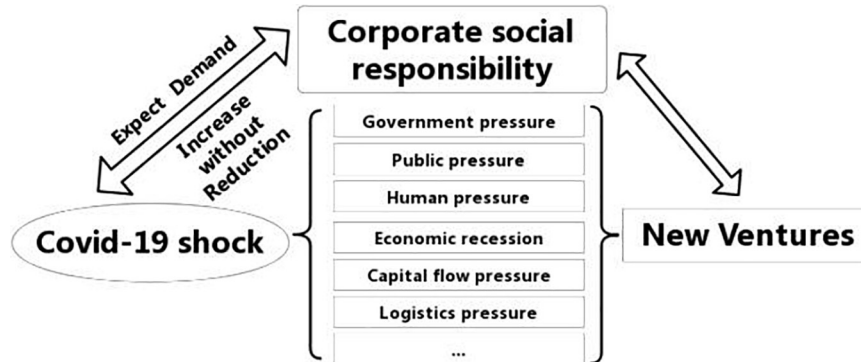 Corporate social
responsibility
Expect Demand
Increase
without
Reduction
Government pressure
Public pressure
Human pressure
Economic recession
Capital flow pressure
Logistics pressure
...
Covid-19 shock
New Ventures